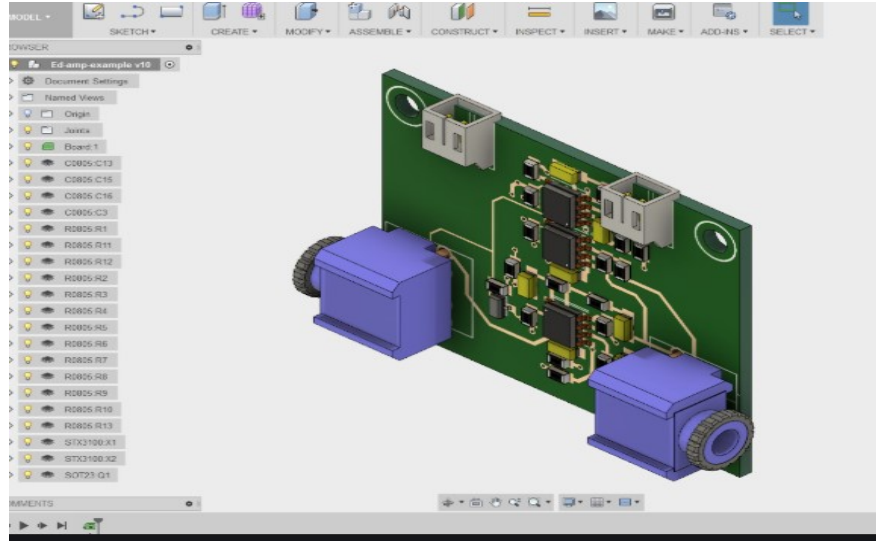 MODEL
SKETCH
CREATE
MODIFY
ASSEMBLE
CONSTRUCT
INSPECT
INSERT
MAKE
ADD-INS
SELECT
OWSER
Ed-amp-example v10
Document Settings
Named Views
Origin
Joints
Board:1
C0805:C13
C0805:C15
C0805:C16
C0805:C3
R0805:R1
R0805:R11
R0805:R12
R0805:R2
R0805:R3
R0805:R4
R0805:R5
R0805:R6
R0805:R7
R0805:R8
R0805:R9
R0805:R10
R0805:R13
STX3100:X1
STX3100:X2
SOT23:Q1
OMMENTS